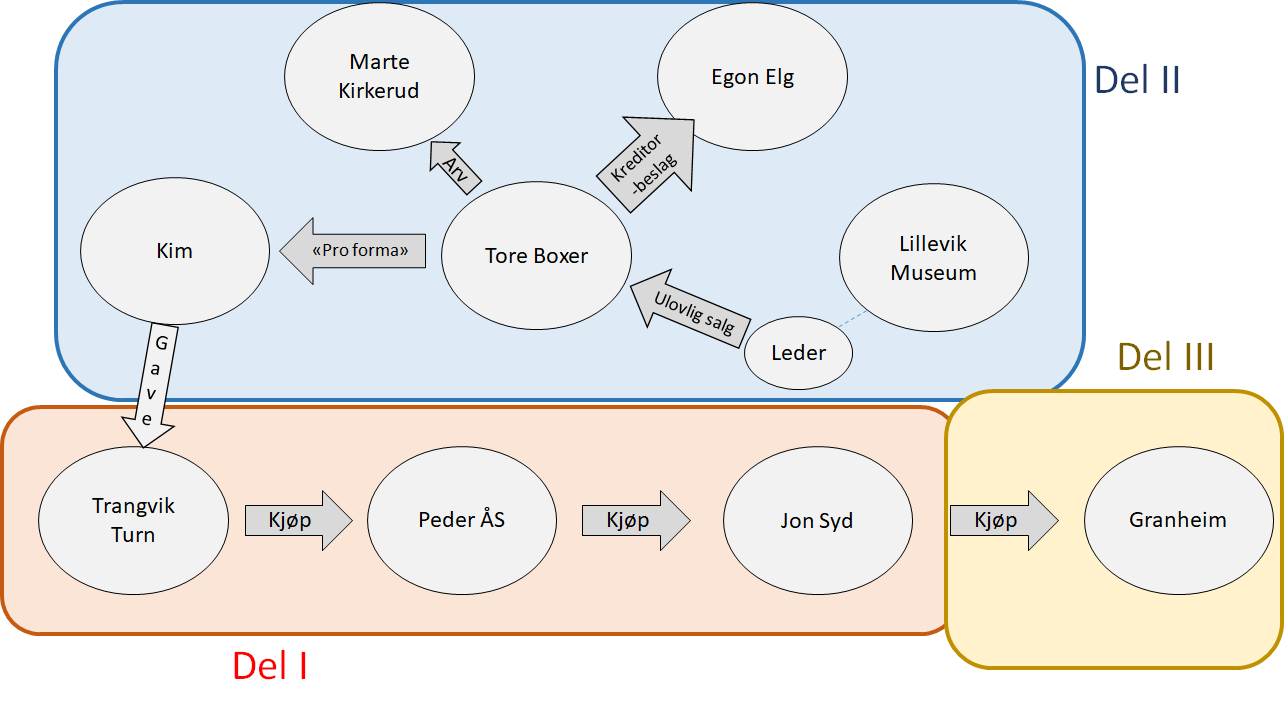 Marte
Kirkerud
Egon Elg
Del II
Kreditor
-beslag
Arv
Kim
«Pro forma»
Tore Boxer
Lillevik
Museum
Ulovlig salg
Leder
Gave
Del III
Trangvik
Turn
Kjøp
Peder ÅS
Kjøp
Jon Syd
Kjøp
Granheim
Del I